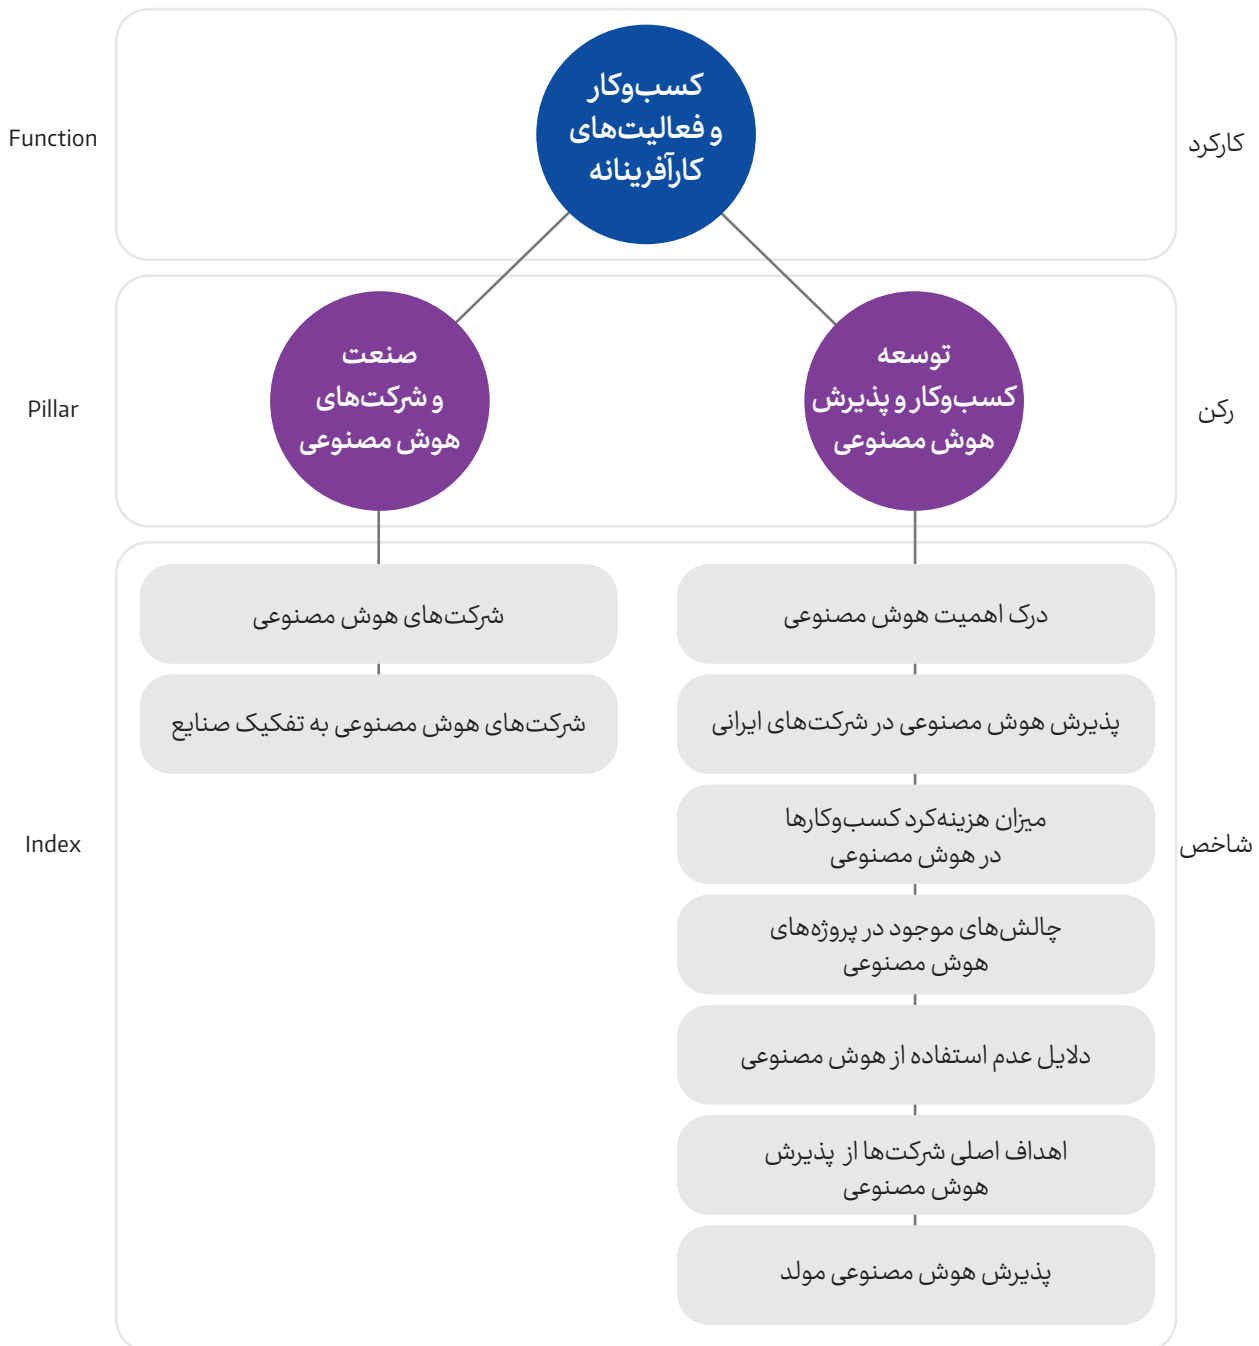 کسب‌وکار
و فعالیت‌های
کارآفرینانه
Function
کارکرد
توسعه
کسب‌وکار و پذیرش
هوش مصنوعی
صنعت
و شرکت‌های
هوش مصنوعی
Pillar
رکن
درک اهمیت هوش مصنوعی
پذیرش هوش مصنوعی در شرکت‌های ایرانی
میزان هزینه‌کرد کسب‌وکارها
در هوش مصنوعی
چالش‌های موجود در پروژه‌های
هوش مصنوعی
دلایل عدم استفاده از هوش مصنوعی
اهداف اصلی شرکت‌ها از پذیرش
هوش مصنوعی
پذیرش هوش مصنوعی مولد
شرکت‌های هوش مصنوعی
شرکت‌های هوش مصنوعی به تفکیک صنایع
Index
شاخص